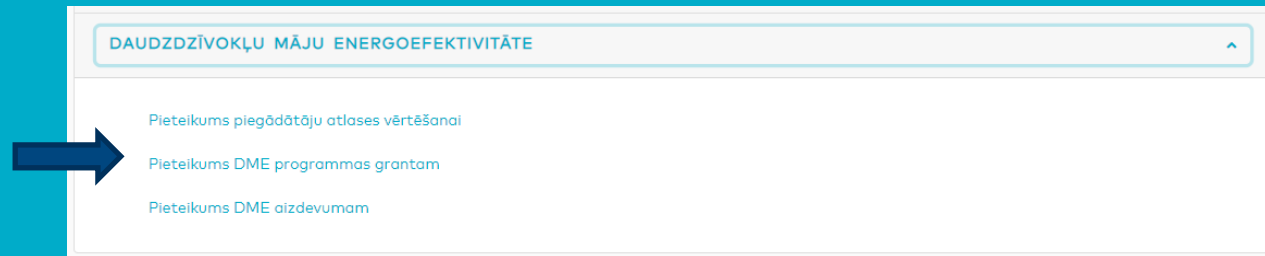 DAUDZDZĪVOKĻU MĀJU ENERGOEFEKTIVITĀTE
Pieteikums piegādātāju atlases vērtēšanai
Pieteikums DME programmas grantam
Pieteikums DME aizdevumam